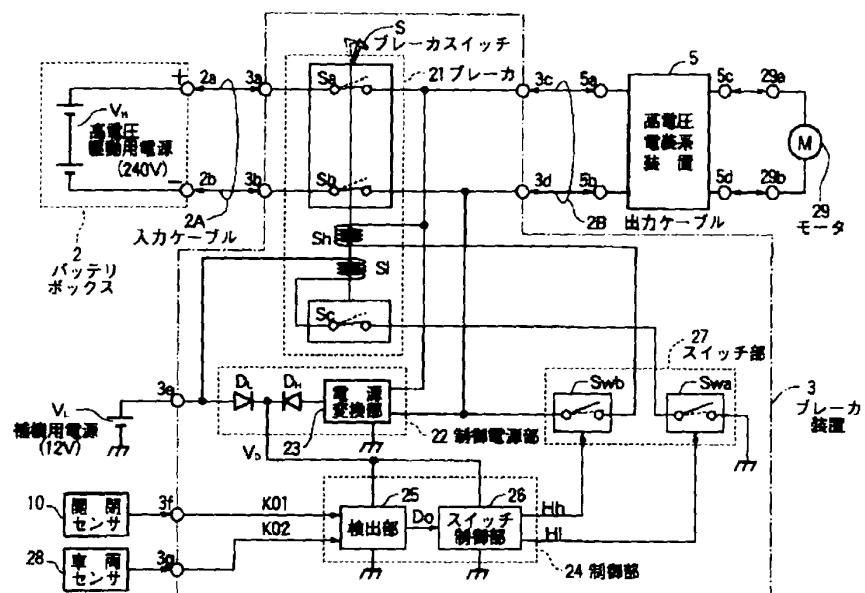 S
ブレーカスイッチ
2a
3a
Sa
21 ブレーカ
3c
5a
5
5c
29a
+
VH
高電圧
駆動用電源
(240V)
高電圧
電装系
装置
M
−
2b
3b
Sb
3d
5b
5d
29b
2A
入力ケーブル
2B
出力ケーブル
29
モータ
2
バッテリ
ボックス
Sh
Sl
Sc
27
スイッチ部
Swb
Swa
3
ブレーカ
装置
VL
補機用電源
(12V)
3e
DL
DH
電源
変換部
23
22 制御電源部
VD
10
開閉
センサ
3f
K01
25
検出部
Do
26
スイッチ
制御部
Hh
Hl
28
車両
センサ
3g
K02
24 制御部